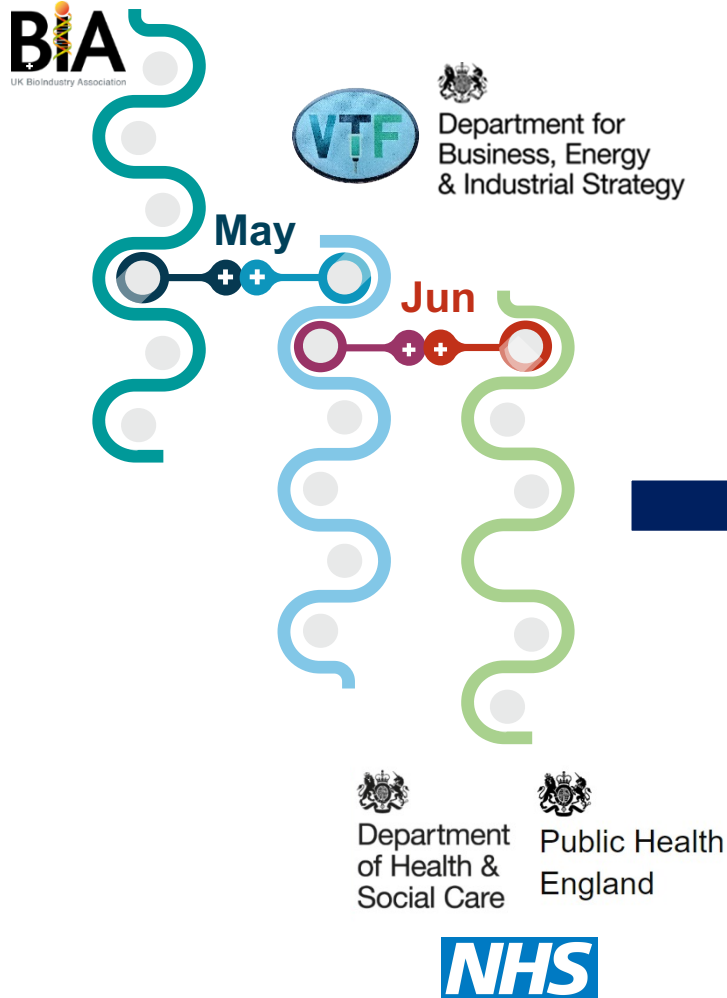 BiA
UK BioIndustry Association
VTF
Department for
Business, Energy
& Industrial Strategy
May
Jun
Department
of Health &
Social Care
Public Health
England
NHS